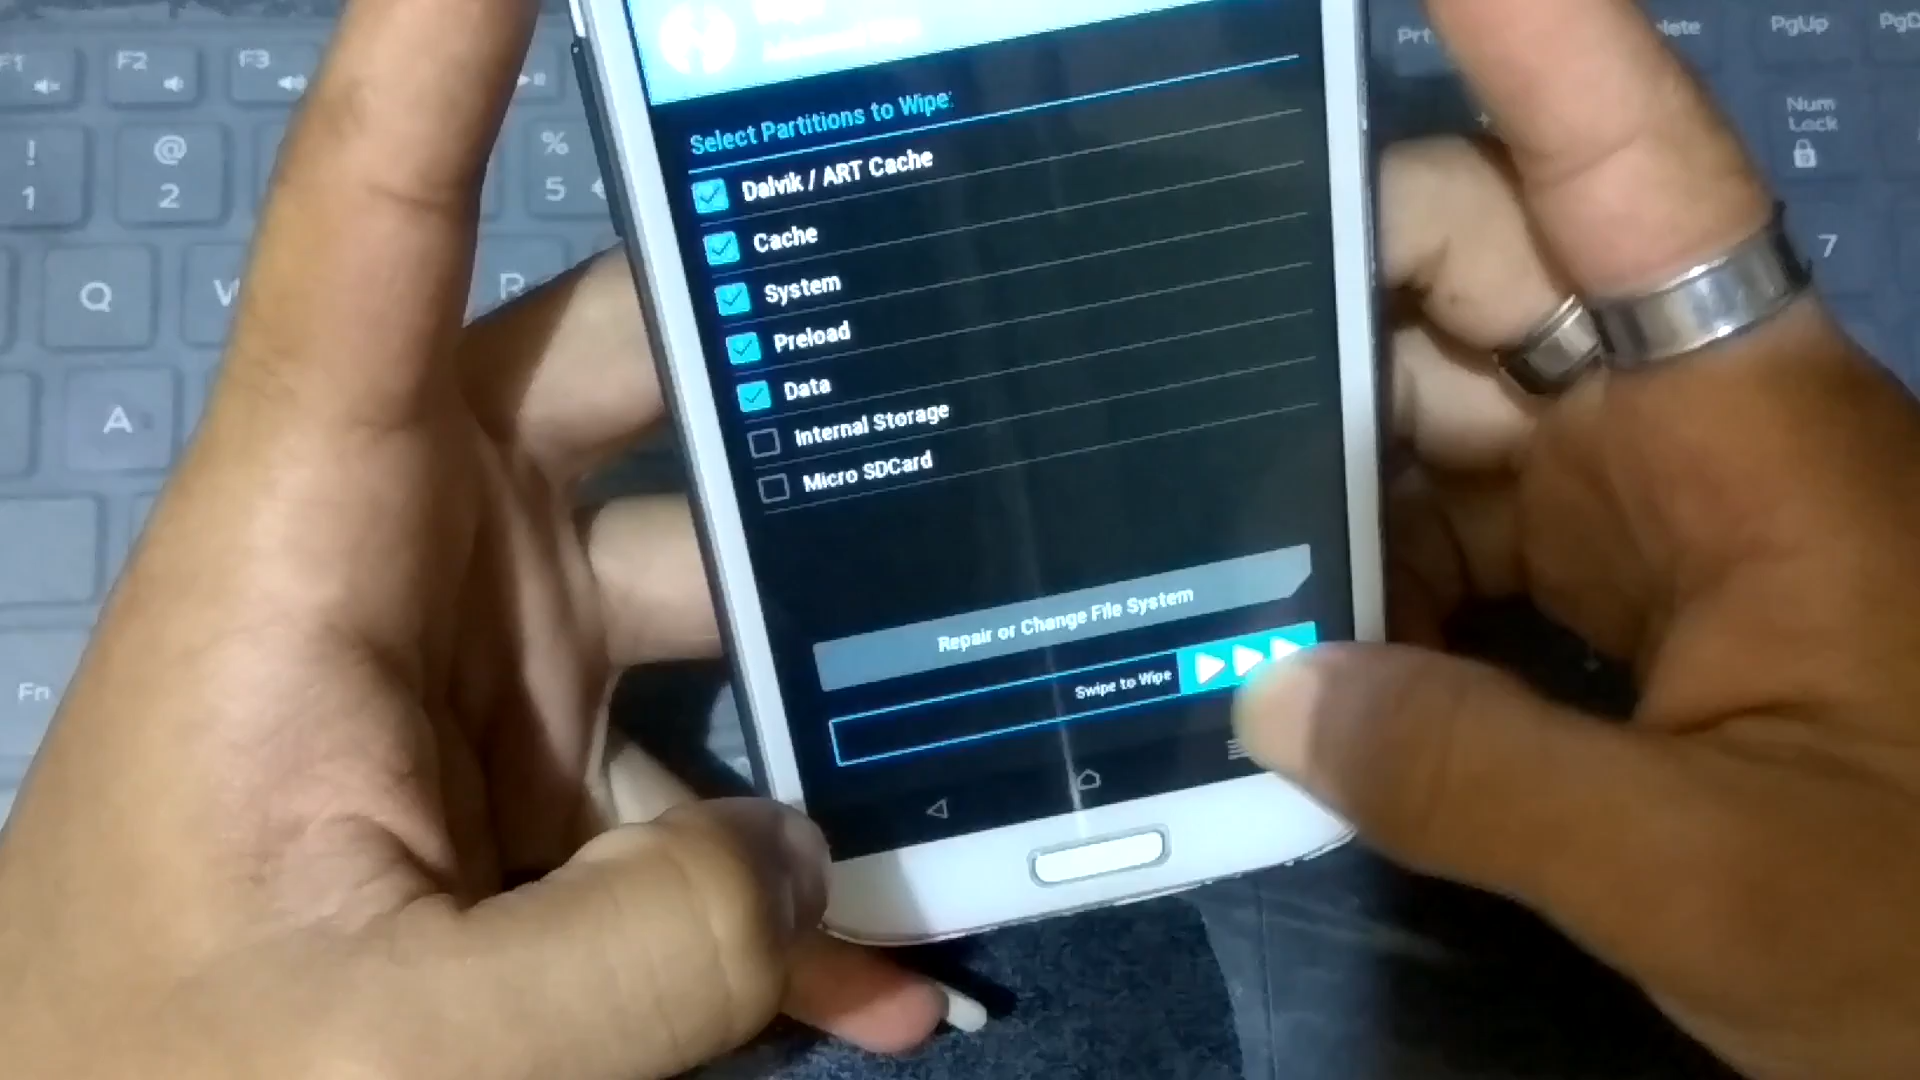 F1
F2
F3
Prt
PgUp
Num
Lock
!
1
@
2
%
5
7
Q
A
Fn
Select Partitions to Wipe:
Dalvik / ART Cache
Cache
System
Preload
Data
Internal Storage
Micro SDCard
Repair or Change File System
Swipe to Wipe